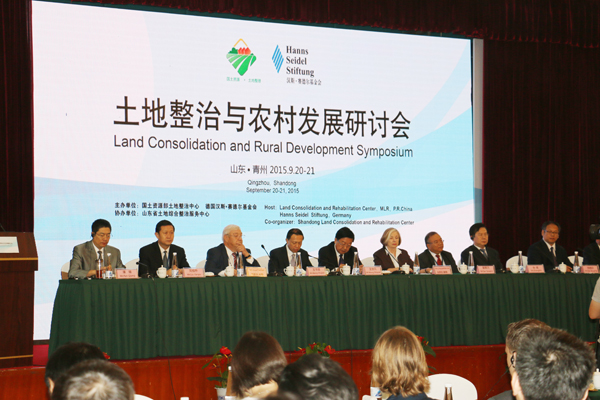 Hanns
Seidel
Stiftung
汉斯·赛德尔基金会
土地整治与农村发展研讨会
Land Consolidation and Rural Development Symposium
山东·青州 2015.9.20-21
Qingzhou, Shandong
September 20-21, 2015
主办单位：国土资源部土地整治中心 德国汉斯·赛德尔基金会
协办单位：山东省土地综合整治服务中心
Host: Land Consolidation and Rehabilitation Center, MLR, P.R.China
Hanns Seidel Stiftung, Germany
Co-organizer: Shandong Land Consolidation and Rehabilitation Center